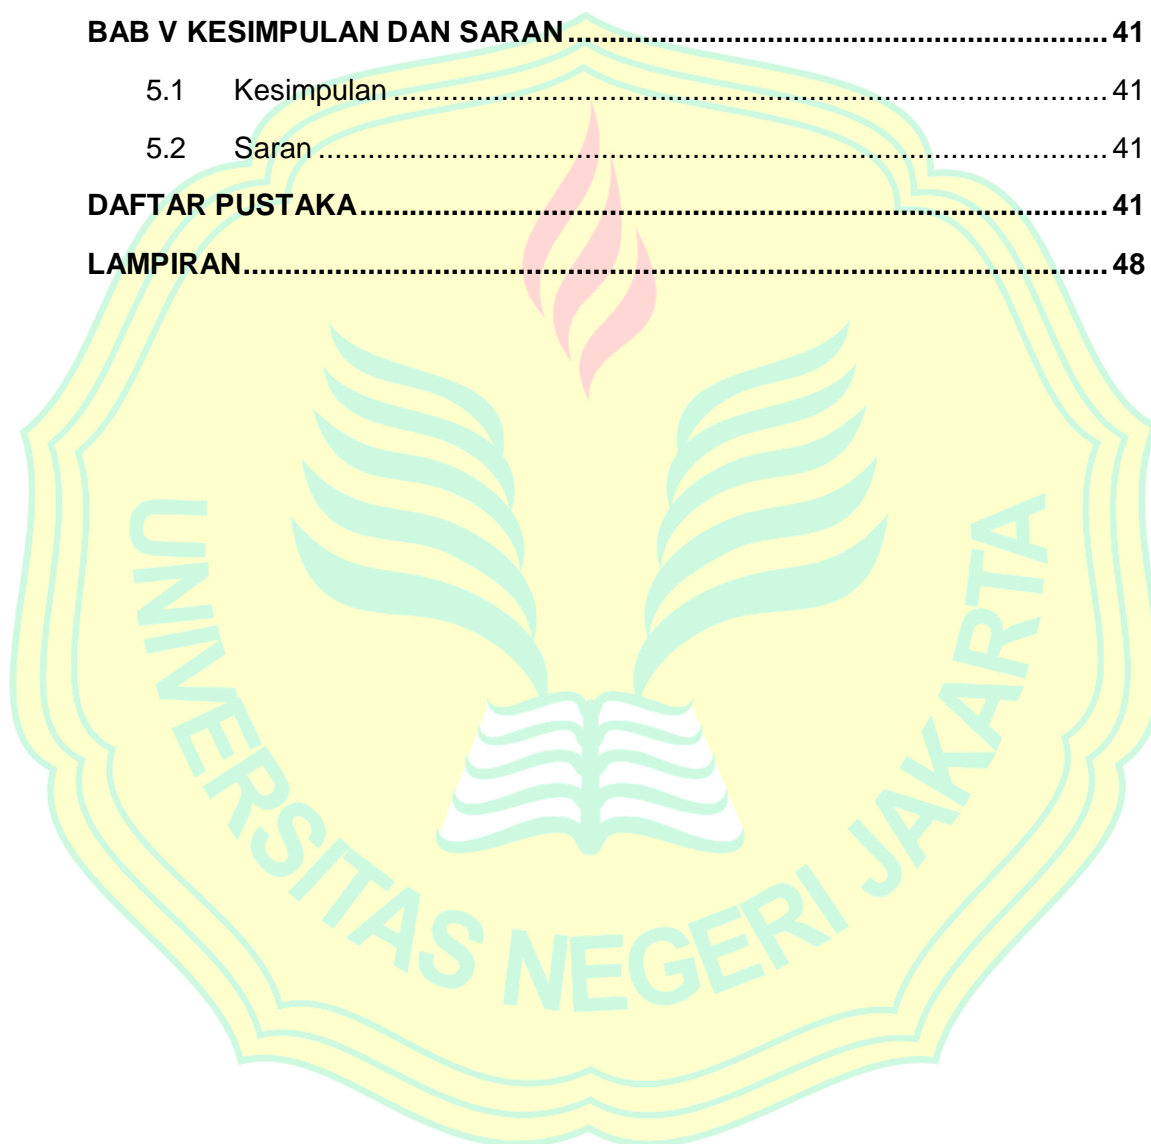 BAB V KESIMPULAN DAN SARAN ................................................................ 41
5.1 Kesimpulan ....................................................................................... 41
5.2 Saran ................................................................................................ 41
DAFTAR PUSTAKA .......................................................................................... 41
LAMPIRAN ........................................................................................................ 48
UNIVERSITAS NEGERI JAKARTA